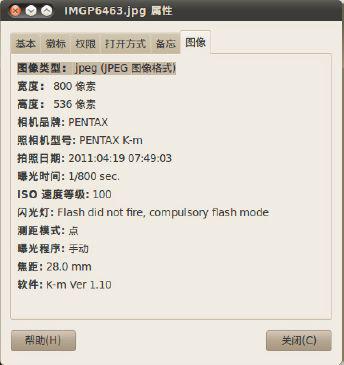 IMGP6463.jpg 属性
基本 徽标 权限 打开方式 备忘 图像
图像类型: jpeg (JPEG 图像格式)
宽度: 800 像素
高度: 536 像素
相机品牌: PENTAX
照相机型号: PENTAX K-m
拍照日期: 2011:04:19 07:49:03
曝光时间: 1/800 sec.
ISO 速度等级: 100
闪光灯: Flash did not fire, compulsory flash mode
测距模式: 点
曝光程序: 手动
焦距: 28.0 mm
软件: K-m Ver 1.10
帮助(H) 关闭(C)